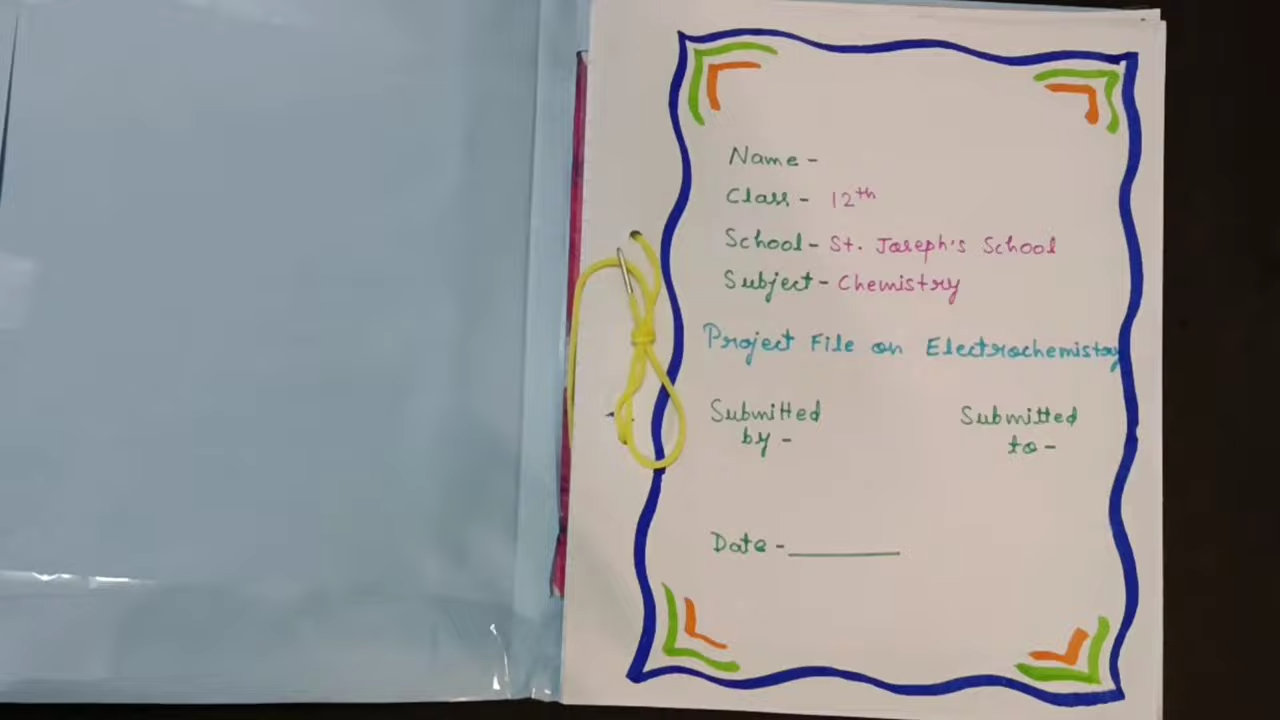 Name -
Class - 12th
School - St. Joseph's School
Subject - Chemistry
Project File on Electrochemistry
Submitted by -
Submitted to -
Date -